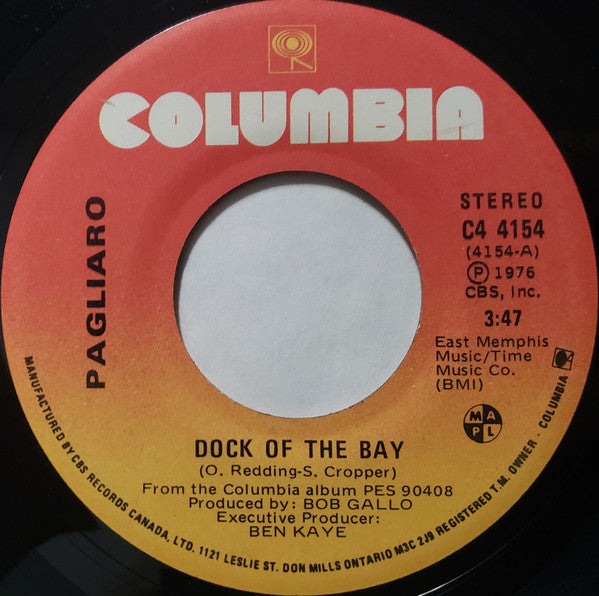 COLUMBIA
PAGLIARO
STEREO
C4 4154
(4154-A)
Ⓟ 1976
CBS, Inc.
3:47
East Memphis
Music/Time
Music Co.
(BMI)
M A
P L
DOCK OF THE BAY
(O. Redding-S. Cropper)
From the Columbia album PES 90408
Produced by: BOB GALLO
Executive Producer:
BEN KAYE
MANUFACTURED BY CBS RECORDS CANADA, LTD. 1121 LESLIE ST. DON MILLS ONTARIO M3C 2J9 REGISTERED T.M. OWNER · COLUMBIA